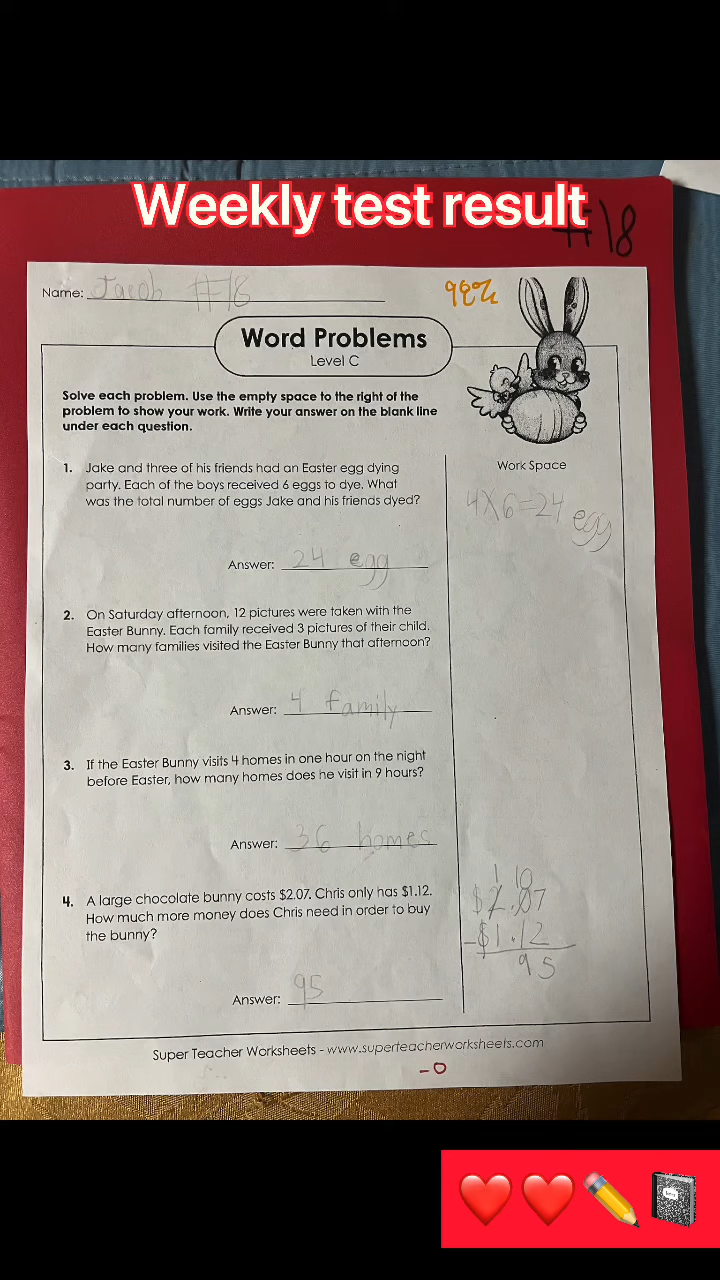 Weekly test result
#18
Name: Jacob #18
98%
Word Problems
Level C
Solve each problem. Use the empty space to the right of the
problem to show your work. Write your answer on the blank line
under each question.
Work Space
1. Jake and three of his friends had an Easter egg dying
party. Each of the boys received 6 eggs to dye. What
was the total number of eggs Jake and his friends dyed?
4X6=24 egg
Answer: 24 egg
2. On Saturday afternoon, 12 pictures were taken with the
Easter Bunny. Each family received 3 pictures of their child.
How many families visited the Easter Bunny that afternoon?
Answer: 4 family
3. If the Easter Bunny visits 4 homes in one hour on the night
before Easter, how many homes does he visit in 9 hours?
Answer: 36 homes
4. A large chocolate bunny costs $2.07. Chris only has $1.12.
How much more money does Chris need in order to buy
the bunny?
1 10
$2.07
-$1.12
95
Answer: 95
Super Teacher Worksheets - www.superteacherworksheets.com
-0